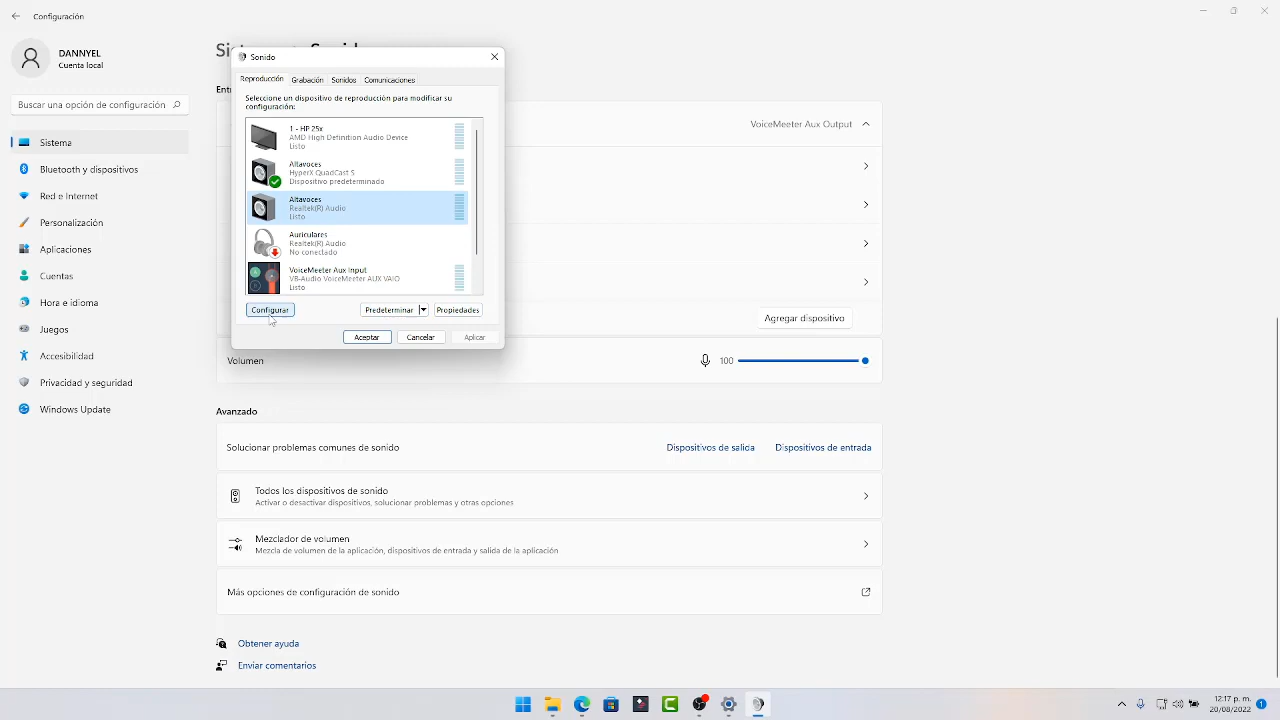 Configuración
DANNYEL
Cuenta local
Buscar una opción de configuración
Sistema
Bluetooth y dispositivos
Red e Internet
Personalización
Aplicaciones
Cuentas
Hora e idioma
Juegos
Accesibilidad
Privacidad y seguridad
Windows Update
Sonido
Reproducción Grabación Sonidos Comunicaciones
Seleccione un dispositivo de reproducción para modificar su
configuración:
1 - HP 25x
AMD High Definition Audio Device
Listo
Altavoces
HyperX QuadCast S
Dispositivo predeterminado
Altavoces
Realtek(R) Audio
Listo
Auriculares
Realtek(R) Audio
No conectado
VoiceMeeter Aux Input
VB-Audio VoiceMeeter AUX VAIO
Listo
Configurar Predeterminar Propiedades
Aceptar Cancelar Aplicar
VoiceMeeter Aux Output
Agregar dispositivo
Volumen 100
Avanzado
Solucionar problemas comunes de sonido Dispositivos de salida Dispositivos de entrada
Todos los dispositivos de sonido
Activar o desactivar dispositivos, solucionar problemas y otras opciones
Mezclador de volumen
Mezcla de volumen de la aplicación, dispositivos de entrada y salida de la aplicación
Más opciones de configuración de sonido
Obtener ayuda
Enviar comentarios
12:17 p.m.
20/08/2022